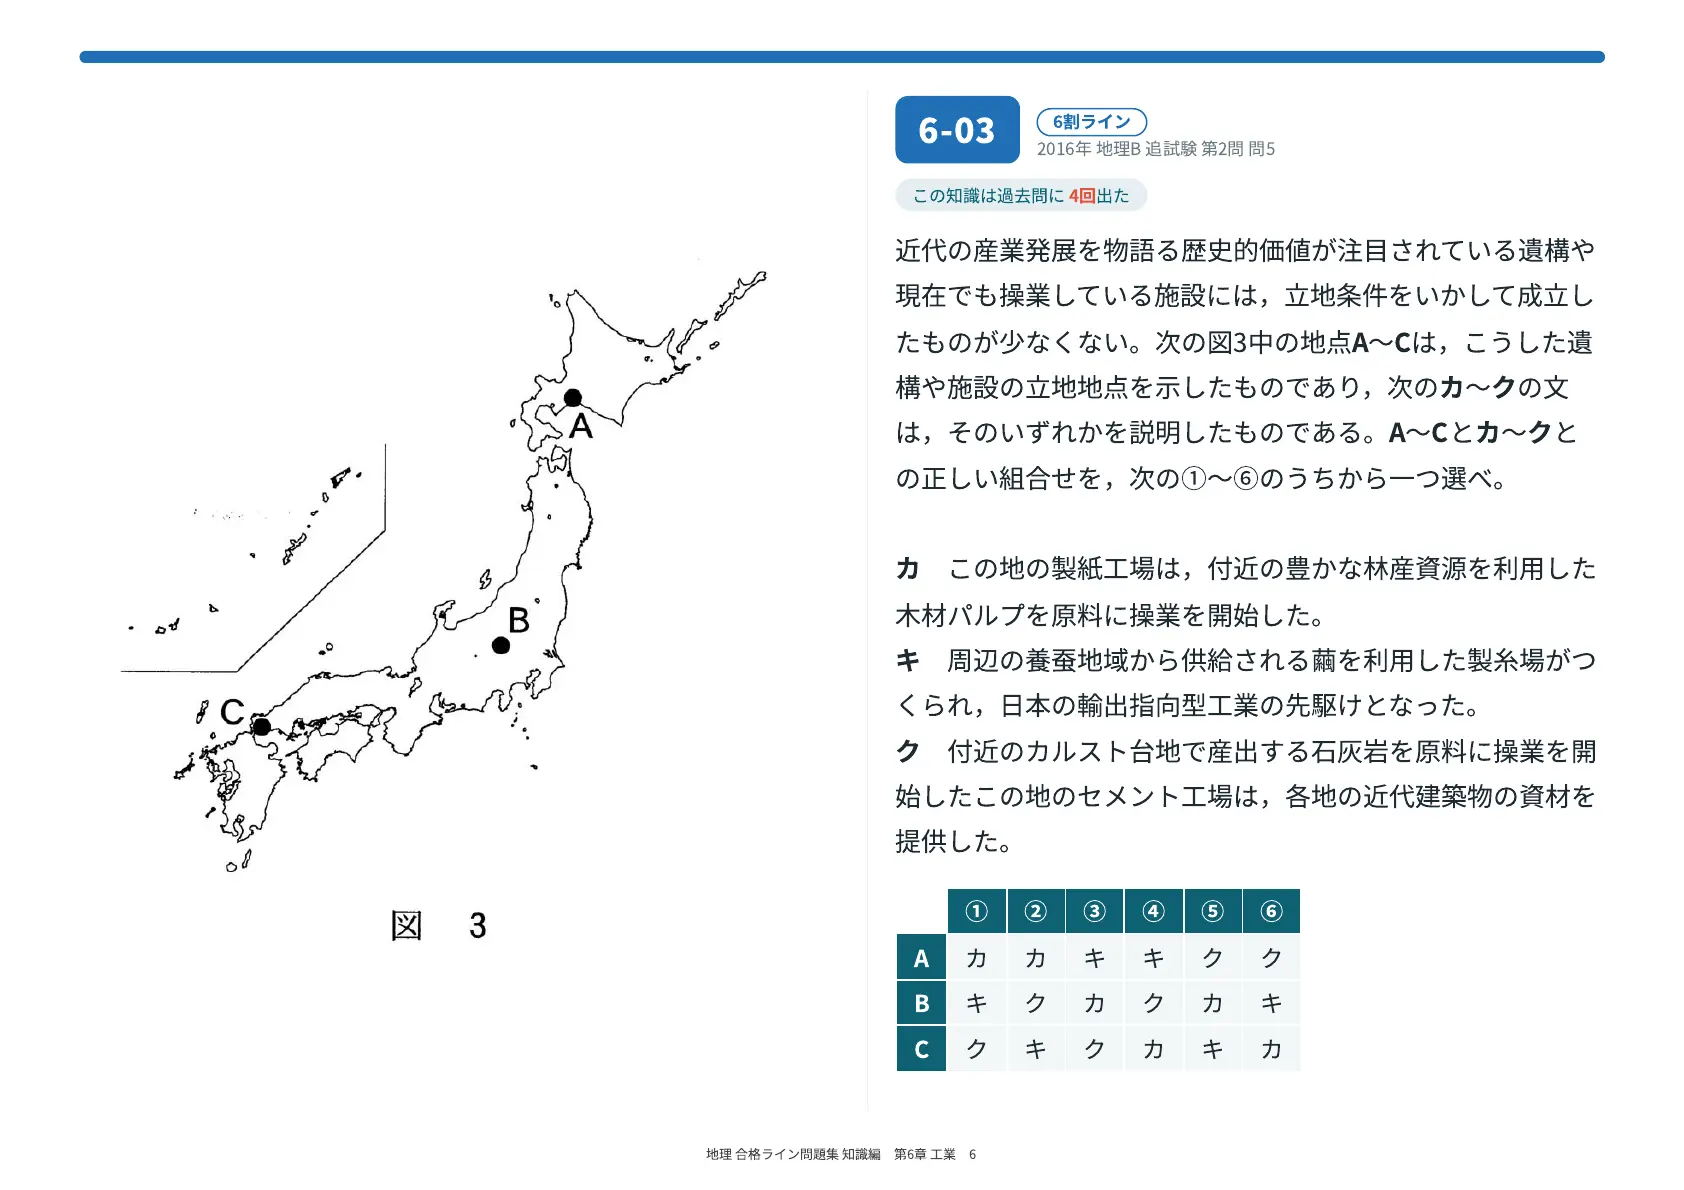 A
B
C
図 3
6-03
6割ライン
2016年 地理B 追試験 第2問 問5
この知識は過去問に 4回出た
近代の産業発展を物語る歴史的価値が注目されている遺構や
現在でも操業している施設には，立地条件をいかして成立し
たものが少なくない。次の図3中の地点A～Cは，こうした遺
構や施設の立地地点を示したものであり，次のカ～クの文
は，そのいずれかを説明したものである。A～Cとカ～クと
の正しい組合せを，次の①～⑥のうちから一つ選べ。
カ　この地の製紙工場は，付近の豊かな林産資源を利用した
木材パルプを原料に操業を開始した。
キ　周辺の養蚕地域から供給される繭を利用した製糸場がつ
くられ，日本の輸出指向型工業の先駆けとなった。
ク　付近のカルスト台地で産出する石灰岩を原料に操業を開
始したこの地のセメント工場は，各地の近代建築物の資材を
提供した。
① ② ③ ④ ⑤ ⑥
A カ カ キ キ ク ク
B キ ク カ ク カ キ
C ク キ ク カ キ カ
地理 合格ライン問題集 知識編　第6章 工業　6